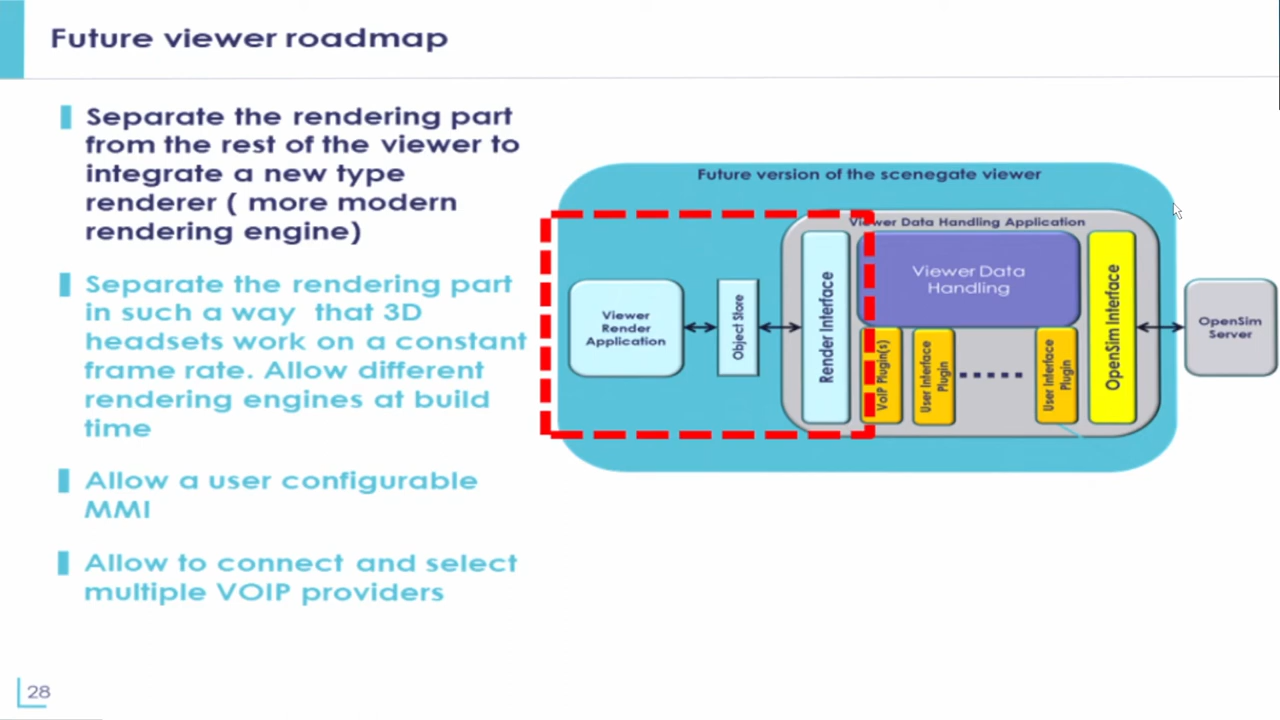 Future viewer roadmap
Separate the rendering part
from the rest of the viewer to
integrate a new type
renderer ( more modern
rendering engine)
Separate the rendering part
in such a way that 3D
headsets work on a constant
frame rate. Allow different
rendering engines at build
time
Allow a user configurable
MMI
Allow to connect and select
multiple VOIP providers
Future version of the scenegate viewer
Viewer Data Handling Application
Viewer
Render
Application
Object Store
Render Interface
Viewer Data
Handling
VoIP Plugin(s)
User Interface
Plugin
User Interface
Plugin
OpenSim Interface
OpenSim
Server
28